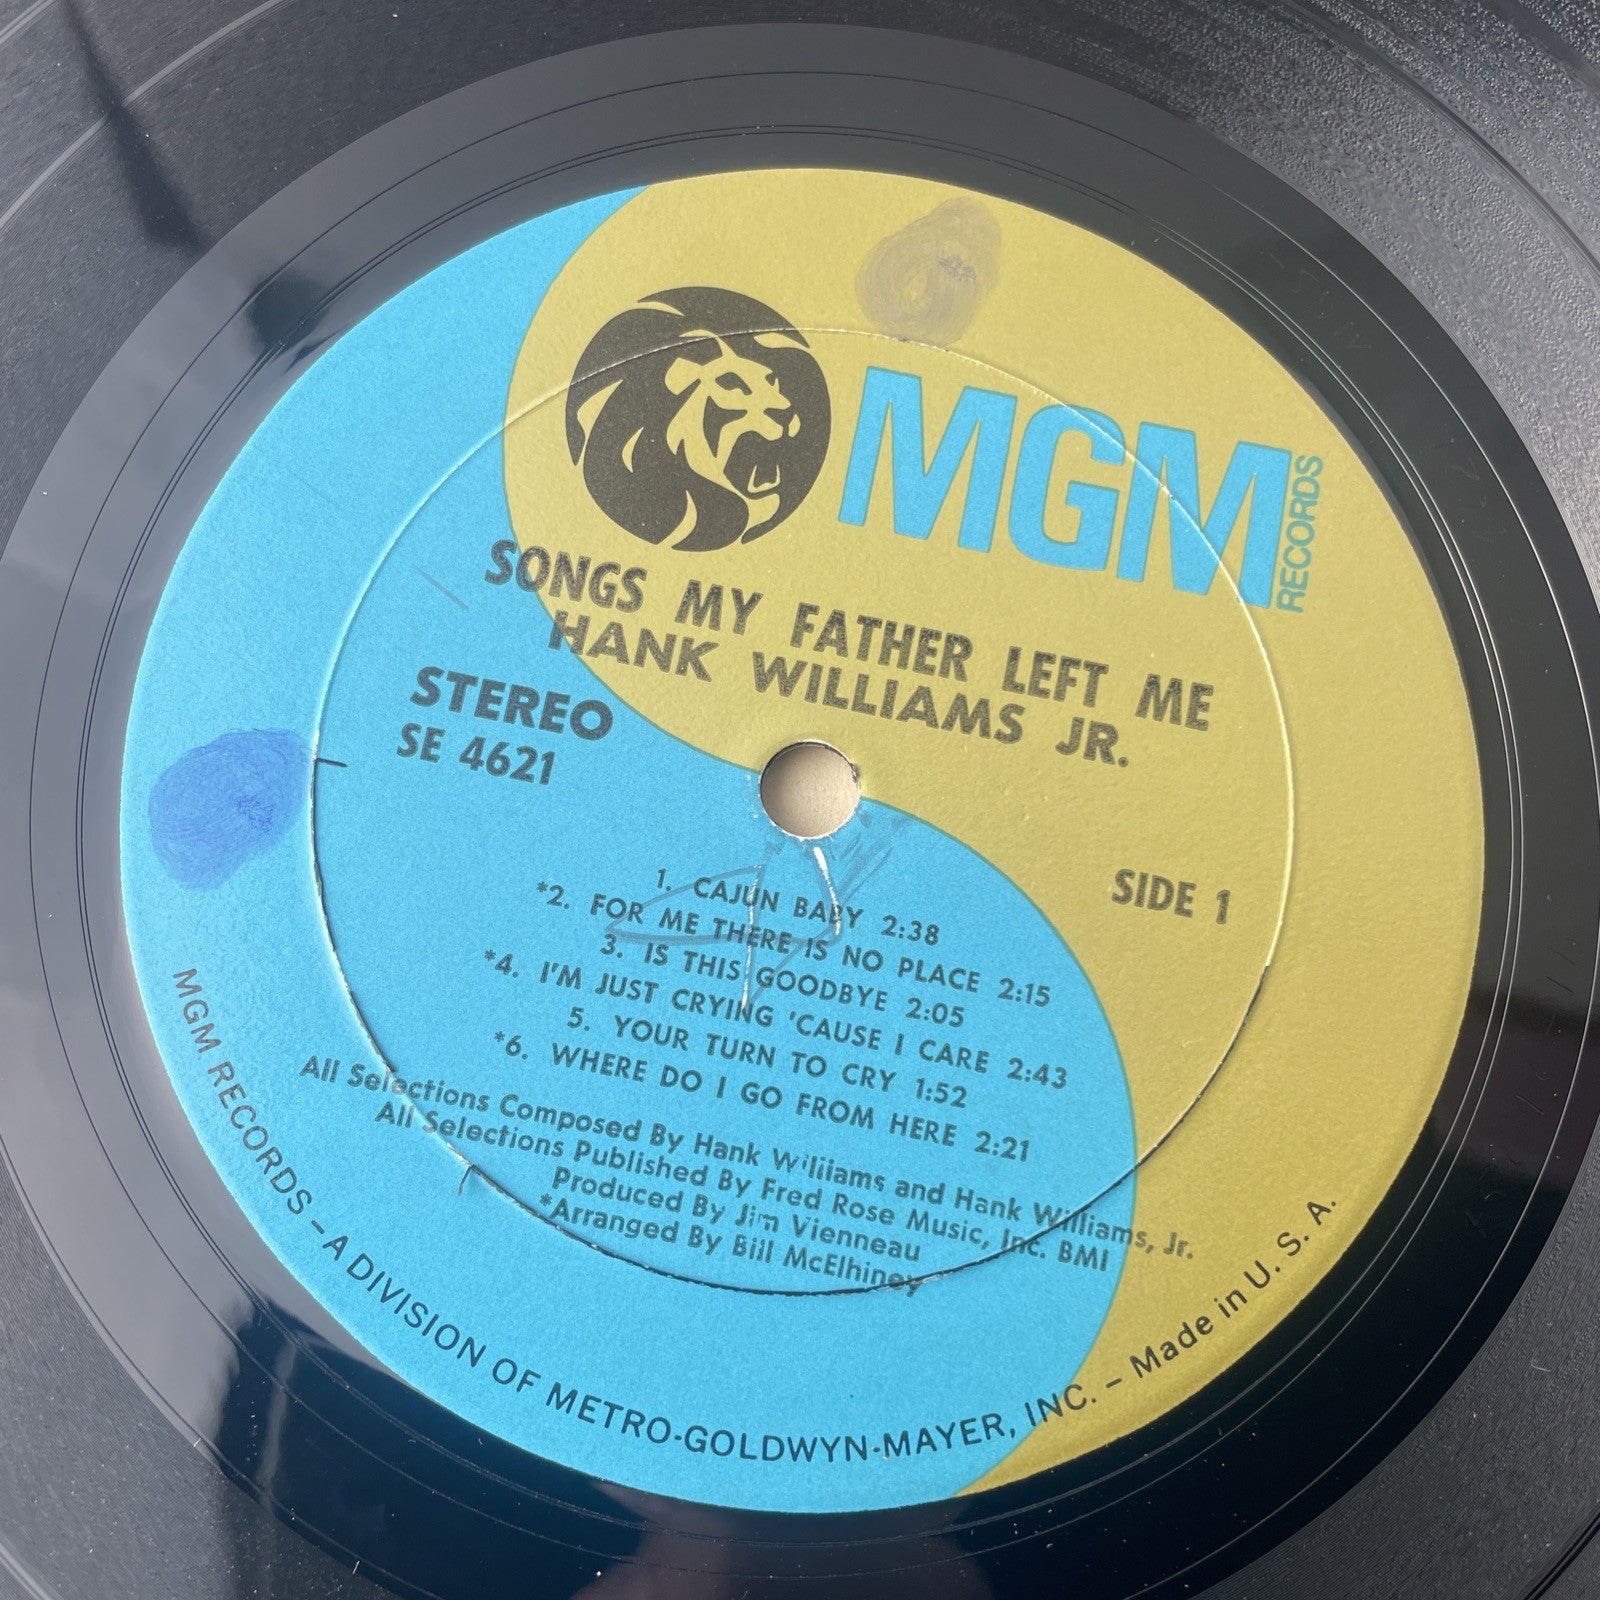 MGM
RECORDS
SONGS MY FATHER LEFT ME
HANK WILLIAMS JR.
STEREO
SE 4621
SIDE 1
1. CAJUN BABY 2:38
*2. FOR ME THERE IS NO PLACE 2:15
3. IS THIS GOODBYE 2:05
*4. I'M JUST CRYING 'CAUSE I CARE 2:43
5. YOUR TURN TO CRY 1:52
*6. WHERE DO I GO FROM HERE 2:21
All Selections Composed By Hank Williams and Hank Williams, Jr.
All Selections Published By Fred Rose Music, Inc. BMI
Produced By Jim Vienneau
*Arranged By Bill McElhiney
MGM RECORDS – A DIVISION OF METRO-GOLDWYN-MAYER, INC. – Made in U. S. A.